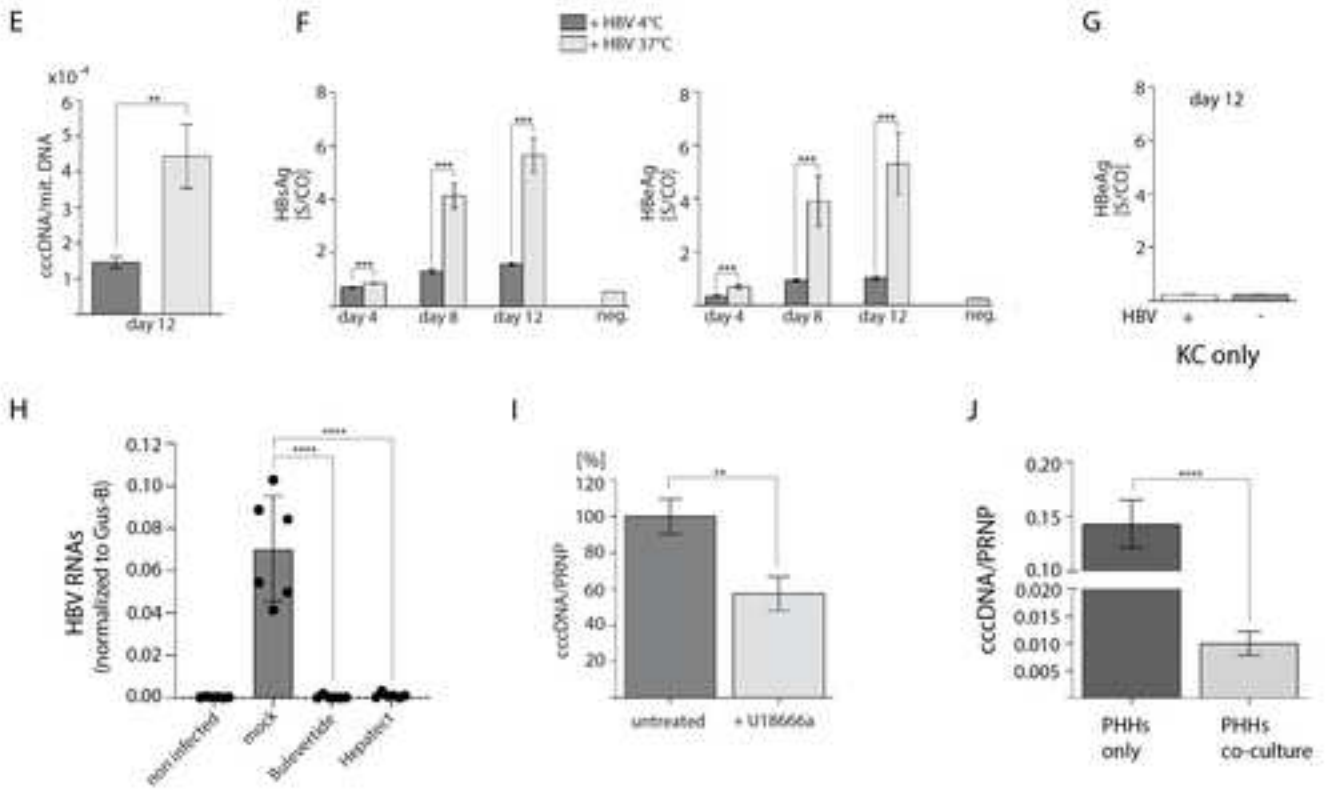 E
F
+ HBV 4°C
+ HBV 37°C
G
x10⁻⁴
cccDNA/mit. DNA
6
5
4
3
2
1
**
day 12
HBsAg
[S/CO]
8
6
4
2
***
***
***
day 4
day 8
day 12
neg.
HBeAg
[S/CO]
8
6
4
2
***
***
***
day 4
day 8
day 12
neg.
HBeAg
[S/CO]
8
6
4
2
day 12
HBV
+
-
KC only
H
HBV RNAs
(normalized to Gus-B)
0.12
0.10
0.08
0.06
0.04
0.02
0.00
****
****
non infected
mock
Bulevertide
Hepatect
I
[%]
cccDNA/PRNP
120
100
80
60
40
20
**
untreated
+ U18666a
J
cccDNA/PRNP
0.20
0.15
0.10
0.020
0.015
0.010
0.005
****
PHHs
only
PHHs
co-culture